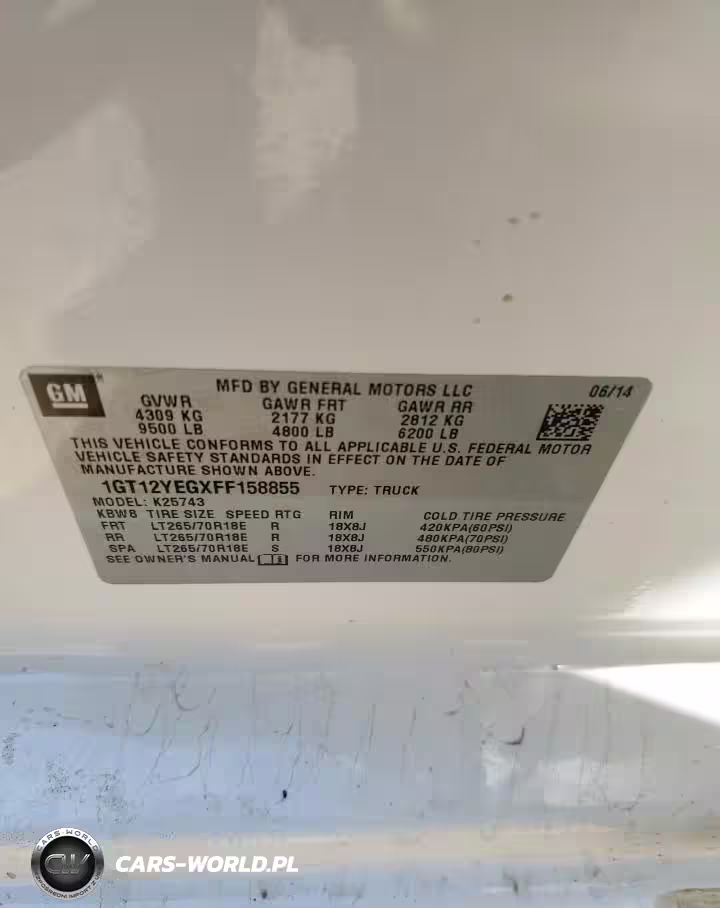 GM
MFD BY GENERAL MOTORS LLC 06/14
GVWR GAWR FRT GAWR RR
4309 KG 2177 KG 2812 KG
9500 LB 4800 LB 6200 LB
THIS VEHICLE CONFORMS TO ALL APPLICABLE U.S. FEDERAL MOTOR
VEHICLE SAFETY STANDARDS IN EFFECT ON THE DATE OF
MANUFACTURE SHOWN ABOVE.
1GT12YEGXFF158855 TYPE: TRUCK
MODEL: K25743
KBW8 TIRE SIZE SPEED RTG RIM COLD TIRE PRESSURE
FRT LT265/70R18E R 18X8J 420KPA(60PSI)
RR LT265/70R18E R 18X8J 480KPA(70PSI)
SPA LT265/70R18E S 18X8J 550KPA(80PSI)
SEE OWNER'S MANUAL FOR MORE INFORMATION.
CARS-WORLD
CW
CARS-WORLD.PL